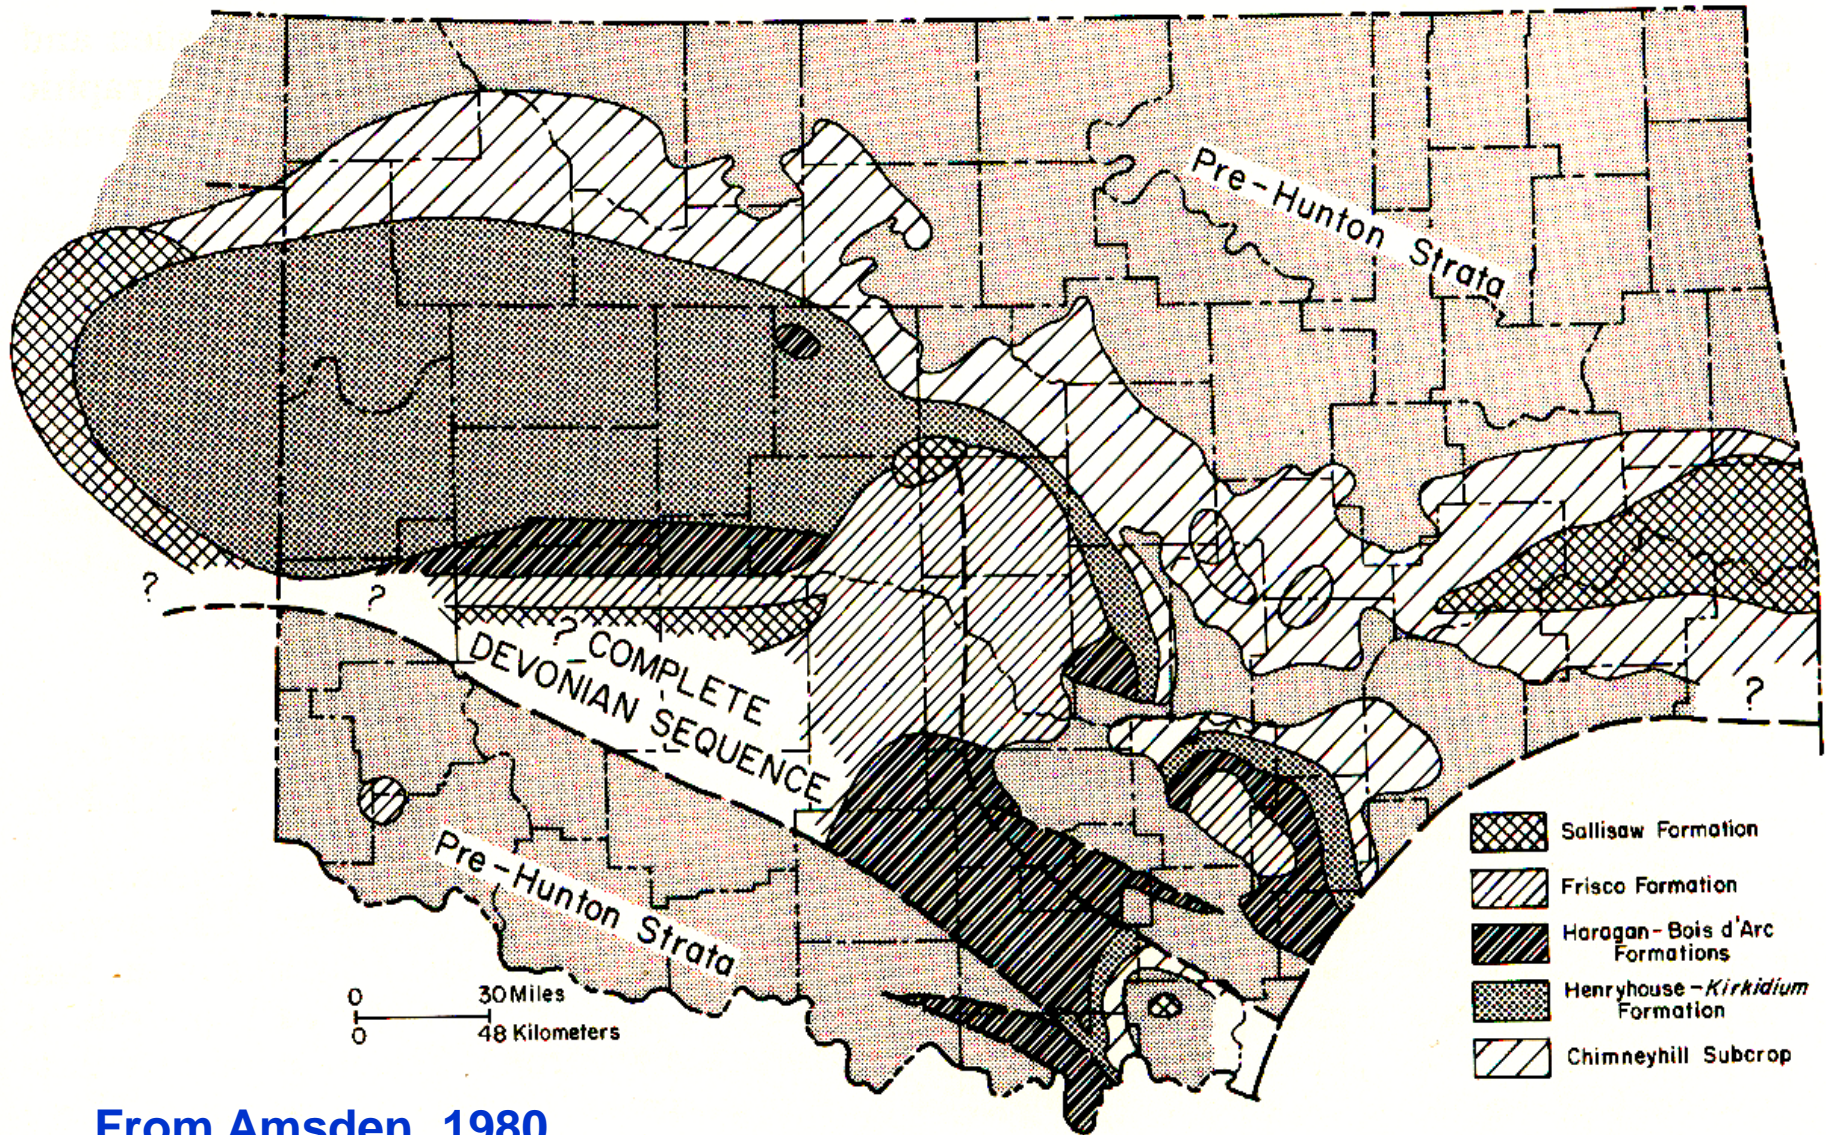 Pre-Hunton Strata
?
?
?
COMPLETE
DEVONIAN SEQUENCE
?
Pre-Hunton Strata
0 30 Miles
0 48 Kilometers
Sallisaw Formation
Frisco Formation
Haragan-Bois d'Arc
Formations
Henryhouse-Kirkidium
Formation
Chimneyhill Subcrop
From Amsden, 1980